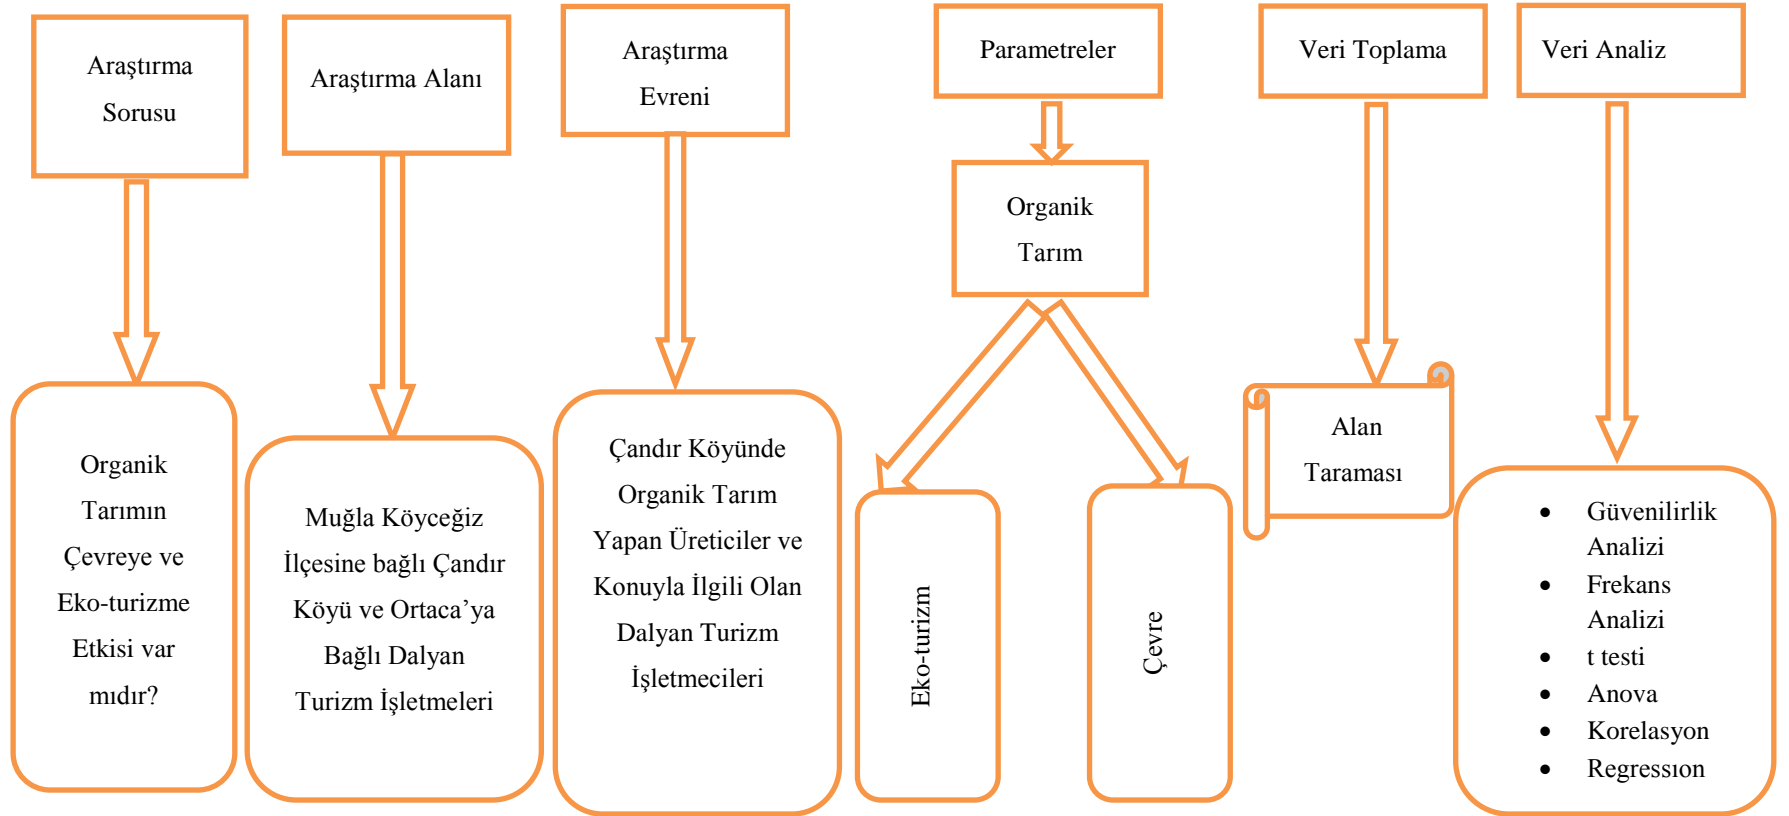 Araştırma
Sorusu
Araştırma Alanı
Araştırma
Evreni
Parametreler
Veri Toplama
Veri Analiz
Organik
Tarım
Organik
Tarımın
Çevreye ve
Eko-turizme
Etkisi var
mıdır?
Muğla Köyceğiz
İlçesine bağlı Çandır
Köyü ve Ortaca’ya
Bağlı Dalyan
Turizm İşletmeleri
Çandır Köyünde
Organik Tarım
Yapan Üreticiler ve
Konuyla İlgili Olan
Dalyan Turizm
İşletmecileri
Eko-turizm
Çevre
Alan
Taraması
• Güvenilirlik
Analizi
• Frekans
Analizi
• t testi
• Anova
• Korelasyon
• Regressıon